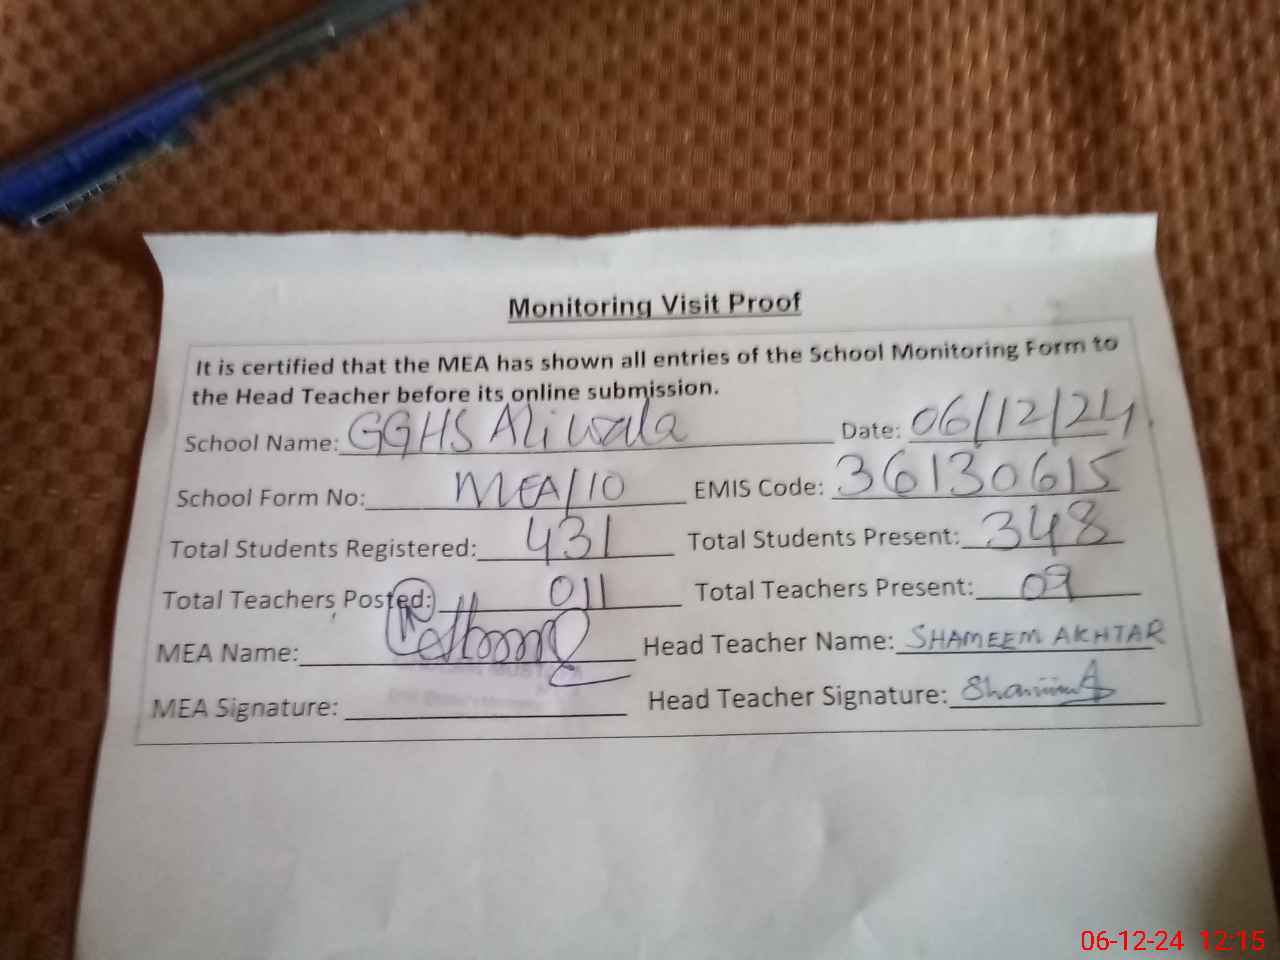 Monitoring Visit Proof
It is certified that the MEA has shown all entries of the School Monitoring Form to
the Head Teacher before its online submission.
School Name: GGHS Aliwala Date: 06/12/24
School Form No: MEA/10 EMIS Code: 36130615
Total Students Registered: 431 Total Students Present: 348
Total Teachers Posted: 011 Total Teachers Present: 09
MEA Name: Head Teacher Name: SHAMEEM AKHTAR
MEA Signature: Head Teacher Signature: ShamimA
06-12-24 12:15